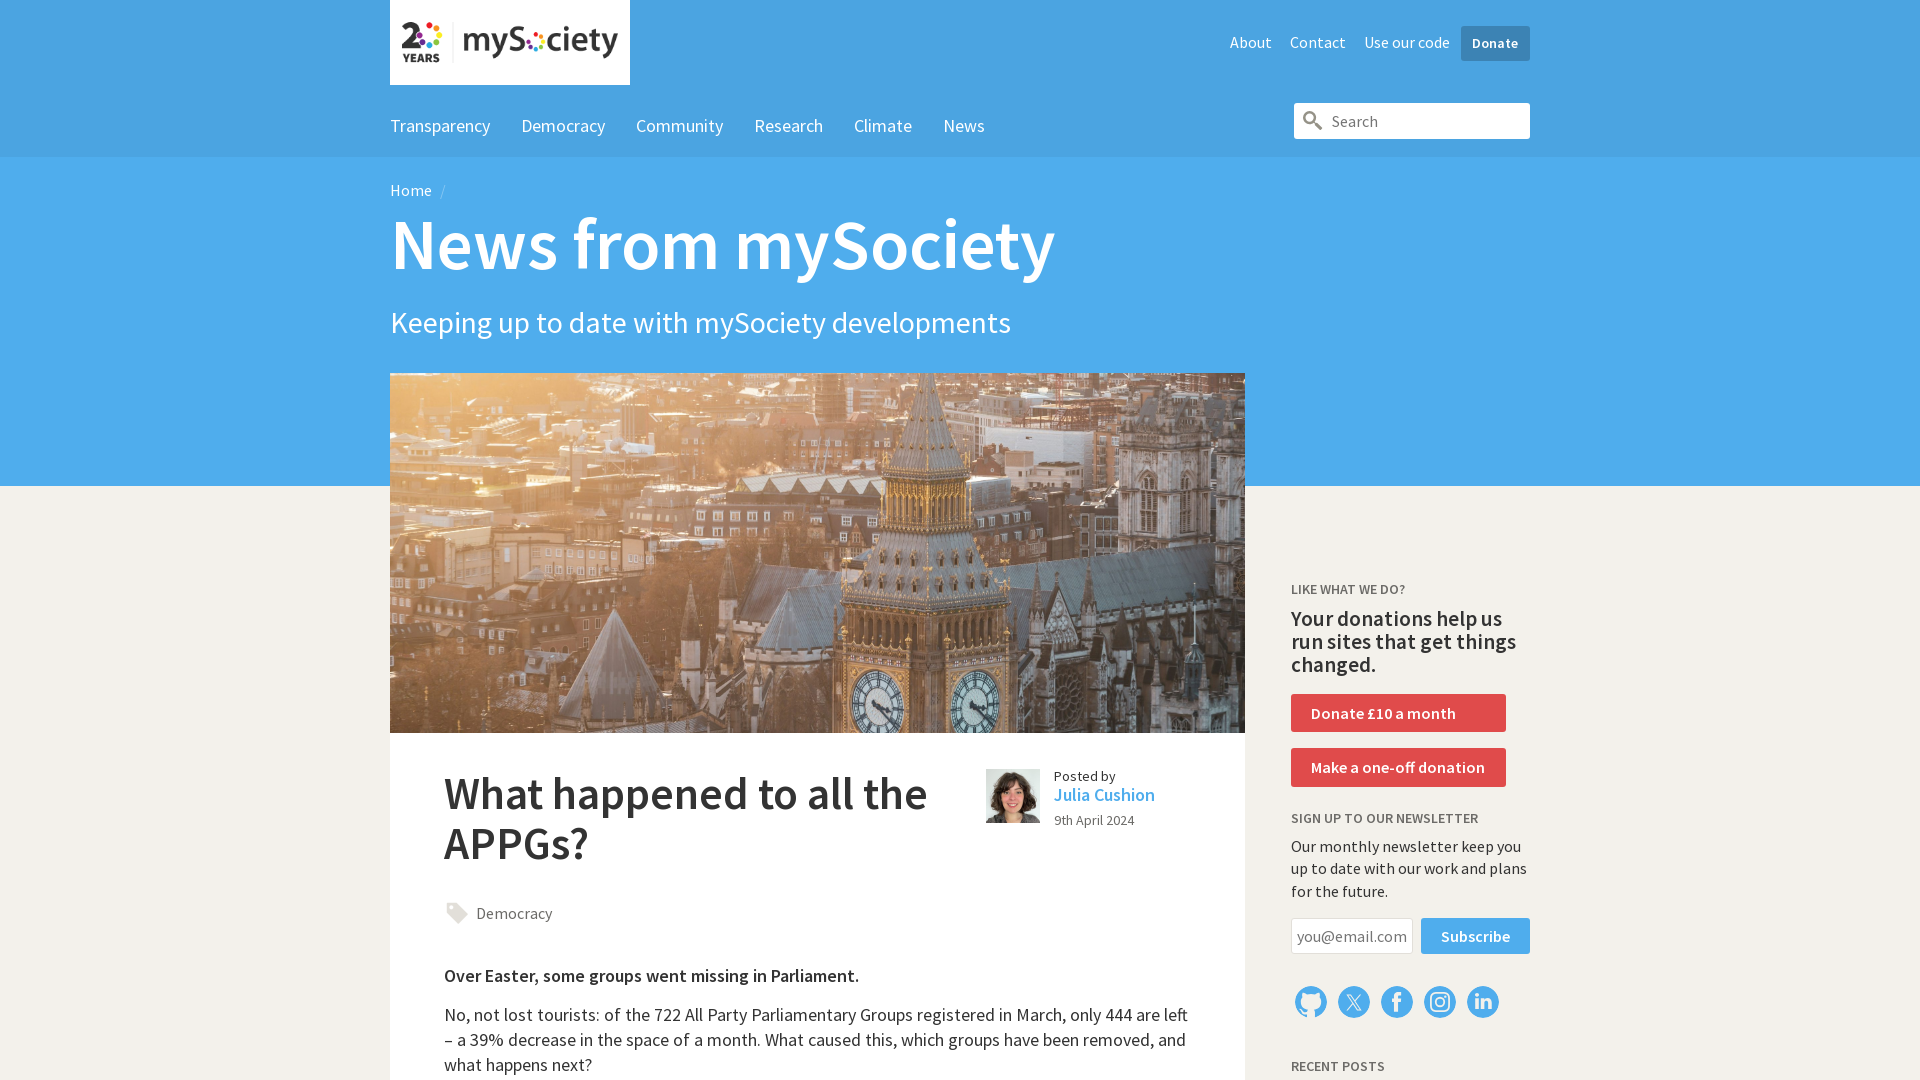 20 YEARS mySociety
About Contact Use our code Donate
Transparency Democracy Community Research Climate News
Search
Home /
News from mySociety
Keeping up to date with mySociety developments
What happened to all the
APPGs?
Posted by
Julia Cushion
9th April 2024
Democracy
Over Easter, some groups went missing in Parliament.
No, not lost tourists: of the 722 All Party Parliamentary Groups registered in March, only 444 are left
– a 39% decrease in the space of a month. What caused this, which groups have been removed, and
what happens next?
LIKE WHAT WE DO?
Your donations help us
run sites that get things
changed.
Donate £10 a month
Make a one-off donation
SIGN UP TO OUR NEWSLETTER
Our monthly newsletter keep you
up to date with our work and plans
for the future.
you@email.com Subscribe
RECENT POSTS